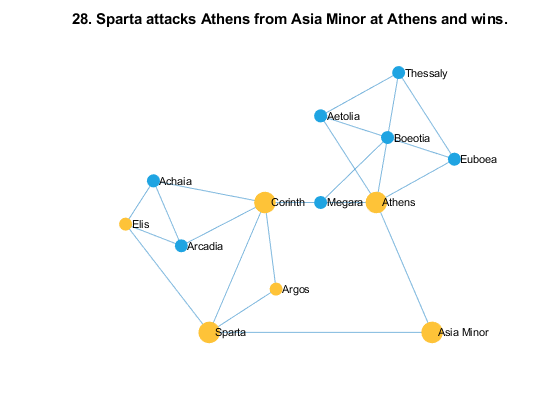 28. Sparta attacks Athens from Asia Minor at Athens and wins.
Thessaly
Aetolia
Boeotia
Euboea
Achaia
Corinth
Megara
Athens
Elis
Arcadia
Argos
Sparta
Asia Minor